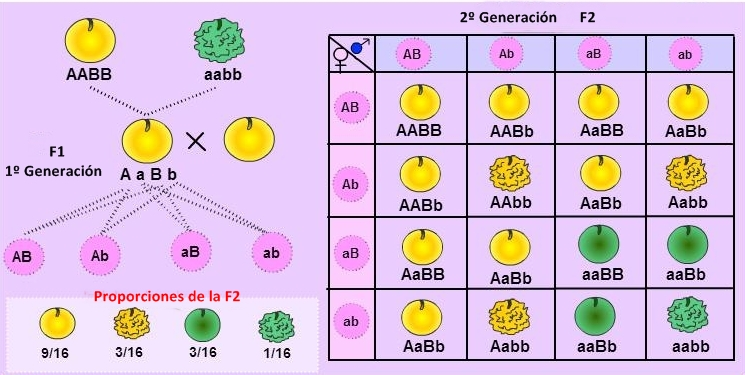 AABB aabb
F1
1º Generación
A a B b
AB Ab aB ab
Proporciones de la F2
9/16 3/16 3/16 1/16
2º Generación F2
♀ ♂ AB Ab aB ab
AB
AABB AABb AaBB AaBb
Ab
AABb AAbb AaBb Aabb
aB
AaBB AaBb aaBB aaBb
ab
AaBb Aabb aaBb aabb